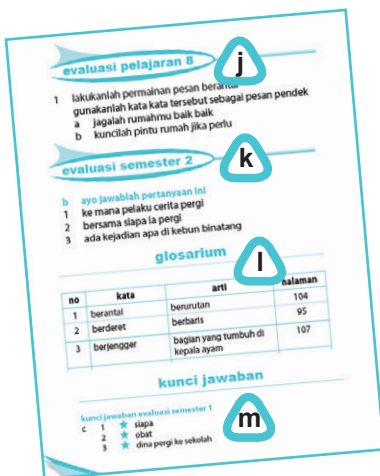 evaluasi pelajaran 8
j
1 lakukanlah permainan pesan berantai
gunakanlah kata kata tersebut sebagai pesan pendek
a jagalah rumahmu baik baik
b kuncilah pintu rumah jika perlu
evaluasi semester 2
k
b ayo jawablah pertanyaan ini
1 ke mana pelaku cerita pergi
2 bersama siapa ia pergi
3 ada kejadian apa di kebun binatang
glosarium
l
no kata arti halaman
1 berantai berurutan 104
2 berderet berbaris 95
3 berjengger bagian yang tumbuh di 107
kepala ayam
kunci jawaban
kunci jawaban evaluasi semester 1
m
c 1 ★ siapa
2 ★ obat
3 ★ dina pergi ke sekolah